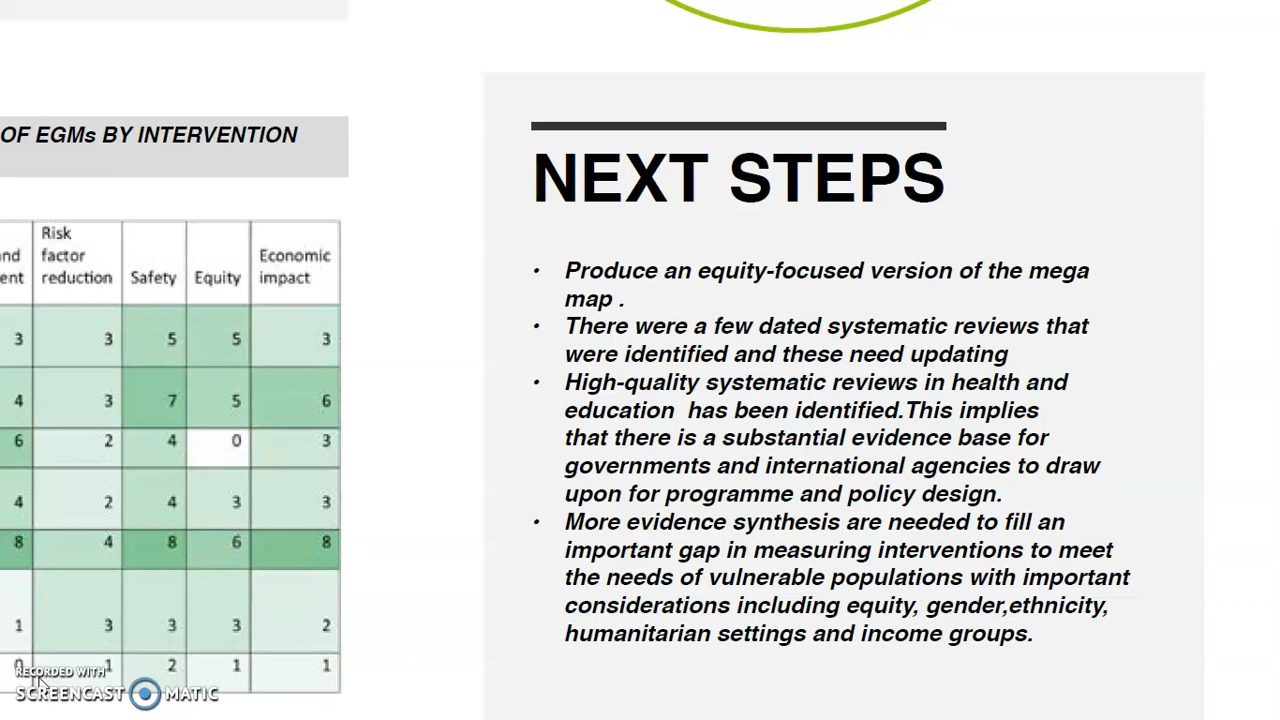 OF EGMs BY INTERVENTION
nd
ent
Risk
factor
reduction
Safety
Equity
Economic
impact
3 3 5 5 3
4 3 7 5 6
6 2 4 0 3
4 2 4 3 3
8 4 8 6 8
1 3 3 3 2
0 1 2 1 1
RECORDED WITH
SCREENCAST MATIC
NEXT STEPS
• Produce an equity-focused version of the mega
map .
• There were a few dated systematic reviews that
were identified and these need updating
• High-quality systematic reviews in health and
education has been identified.This implies
that there is a substantial evidence base for
governments and international agencies to draw
upon for programme and policy design.
• More evidence synthesis are needed to fill an
important gap in measuring interventions to meet
the needs of vulnerable populations with important
considerations including equity, gender,ethnicity,
humanitarian settings and income groups.